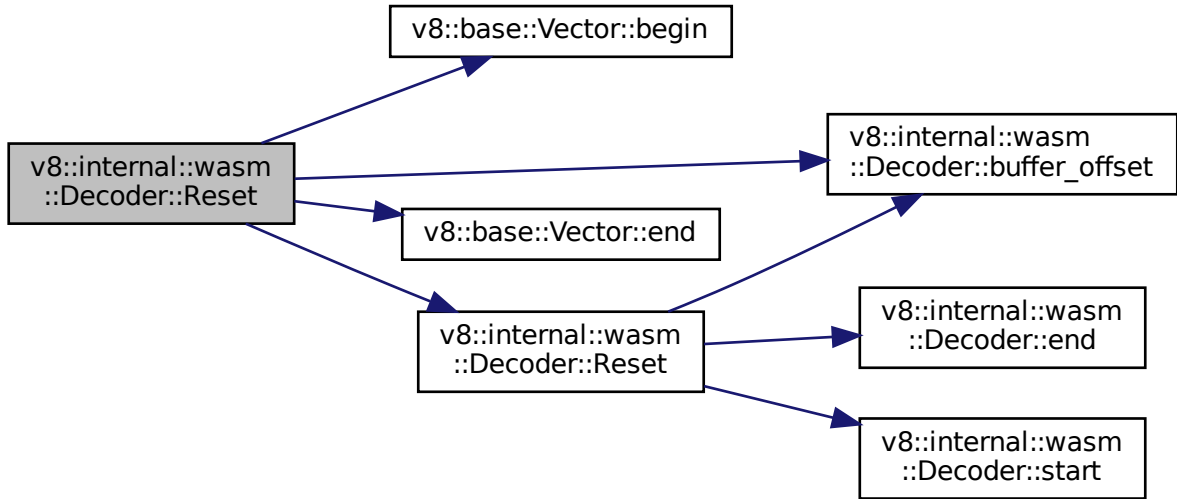 v8::base::Vector::begin
v8::internal::wasm
::Decoder::Reset
v8::internal::wasm
::Decoder::buffer_offset
v8::base::Vector::end
v8::internal::wasm
::Decoder::Reset
v8::internal::wasm
::Decoder::end
v8::internal::wasm
::Decoder::start